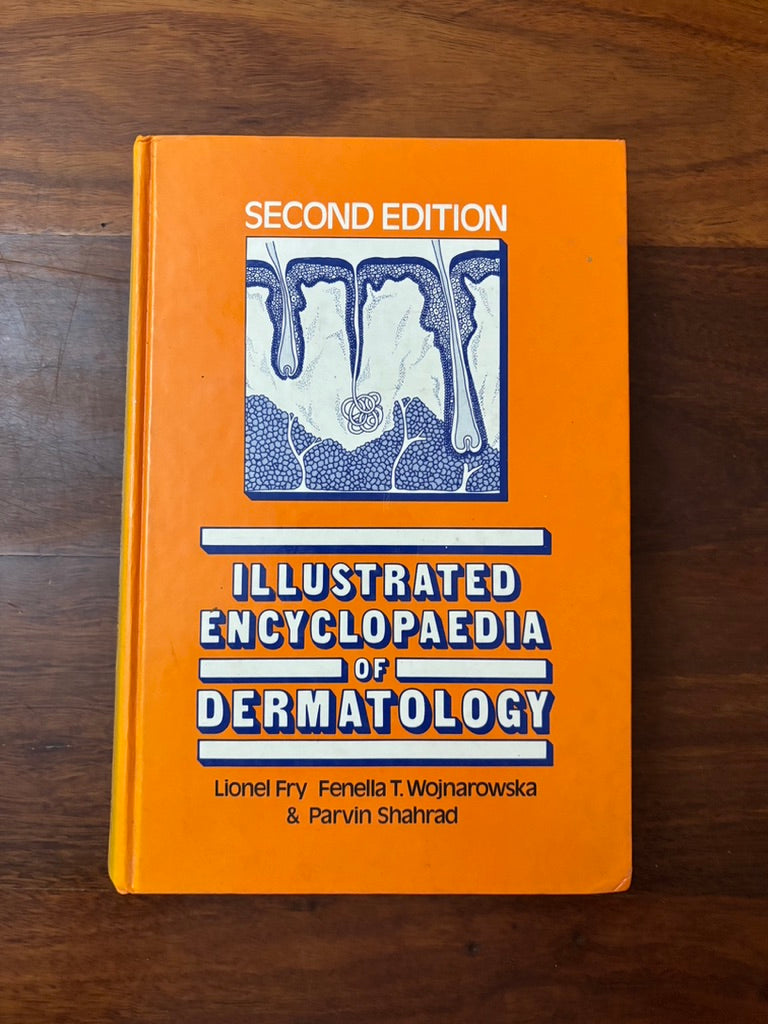 SECOND EDITION
ILLUSTRATED
ENCYCLOPAEDIA
OF
DERMATOLOGY
Lionel Fry Fenella T. Wojnarowska
& Parvin Shahrad